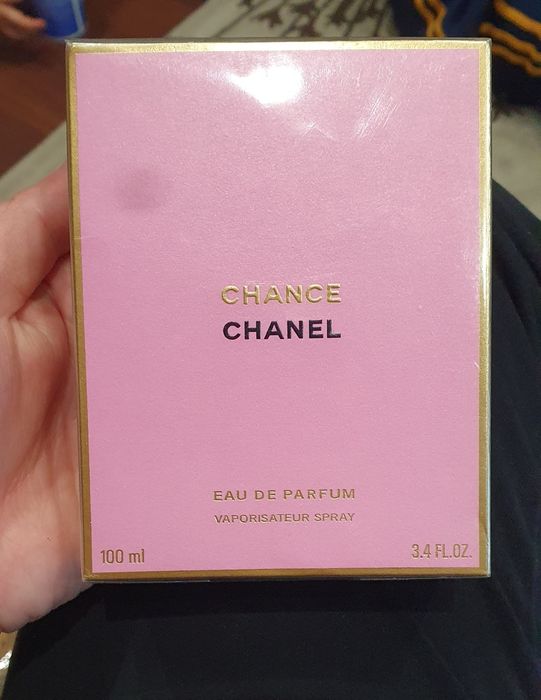 CHANCE
CHANEL
EAU DE PARFUM
VAPORISATEUR SPRAY
100 ml
3.4 FL.OZ.